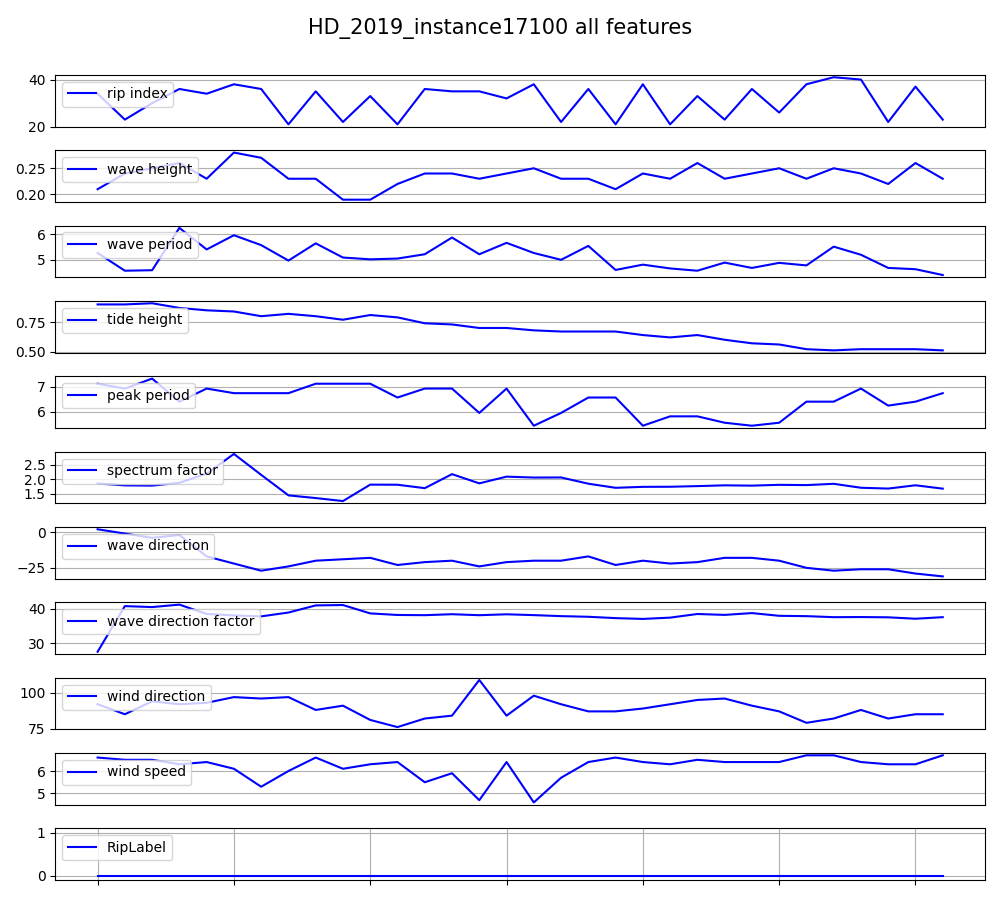 HD_2019_instance17100 all features
40
20
rip index
0.25
0.20
wave height
6
5
wave period
0.75
0.50
tide height
7
6
peak period
2.5
2.0
1.5
spectrum factor
0
−25
wave direction
40
30
wave direction factor
100
75
wind direction
6
5
wind speed
1
0
RipLabel